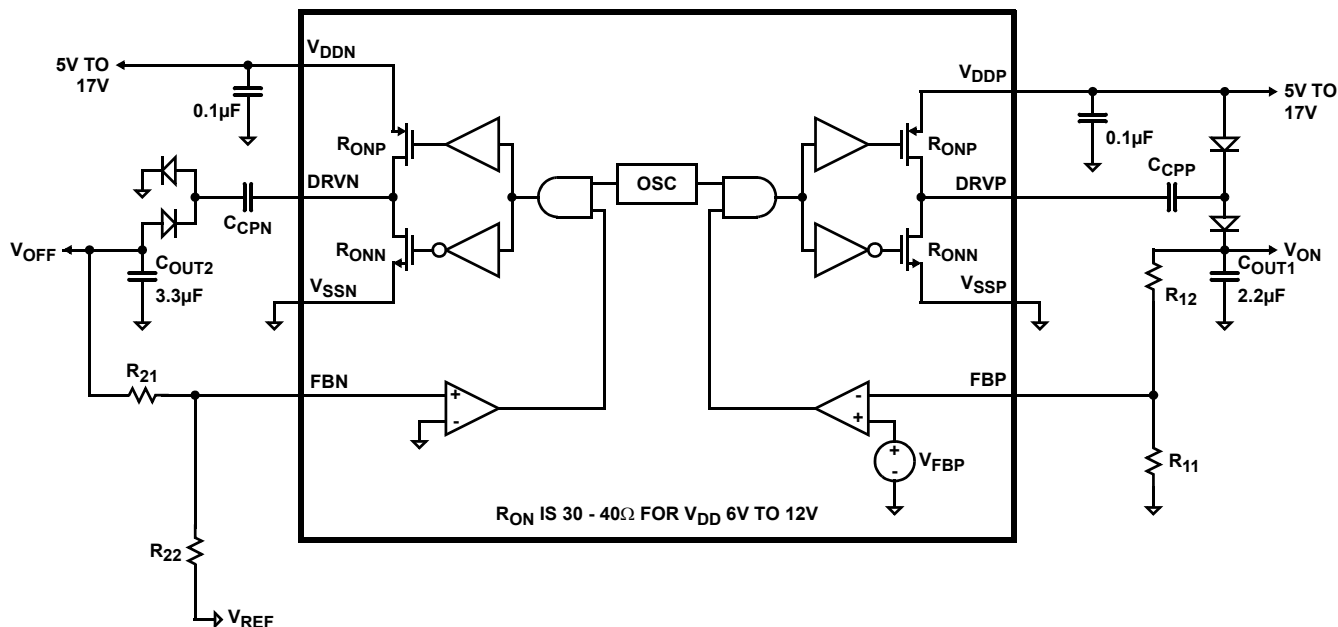 5V TO
17V
VDDN
0.1µF
RONP
DRVN
CCPN
VOFF
COUT2
3.3µF
RONN
VSSN
R21
FBN
+
-
R22
VREF
OSC
VDDP
5V TO
17V
0.1µF
RONP
CCPP
DRVP
RONN
VON
COUT1
2.2µF
R12
VSSP
FBP
-
+
+
-
VFBP
R11
RON IS 30 - 40Ω FOR VDD 6V TO 12V